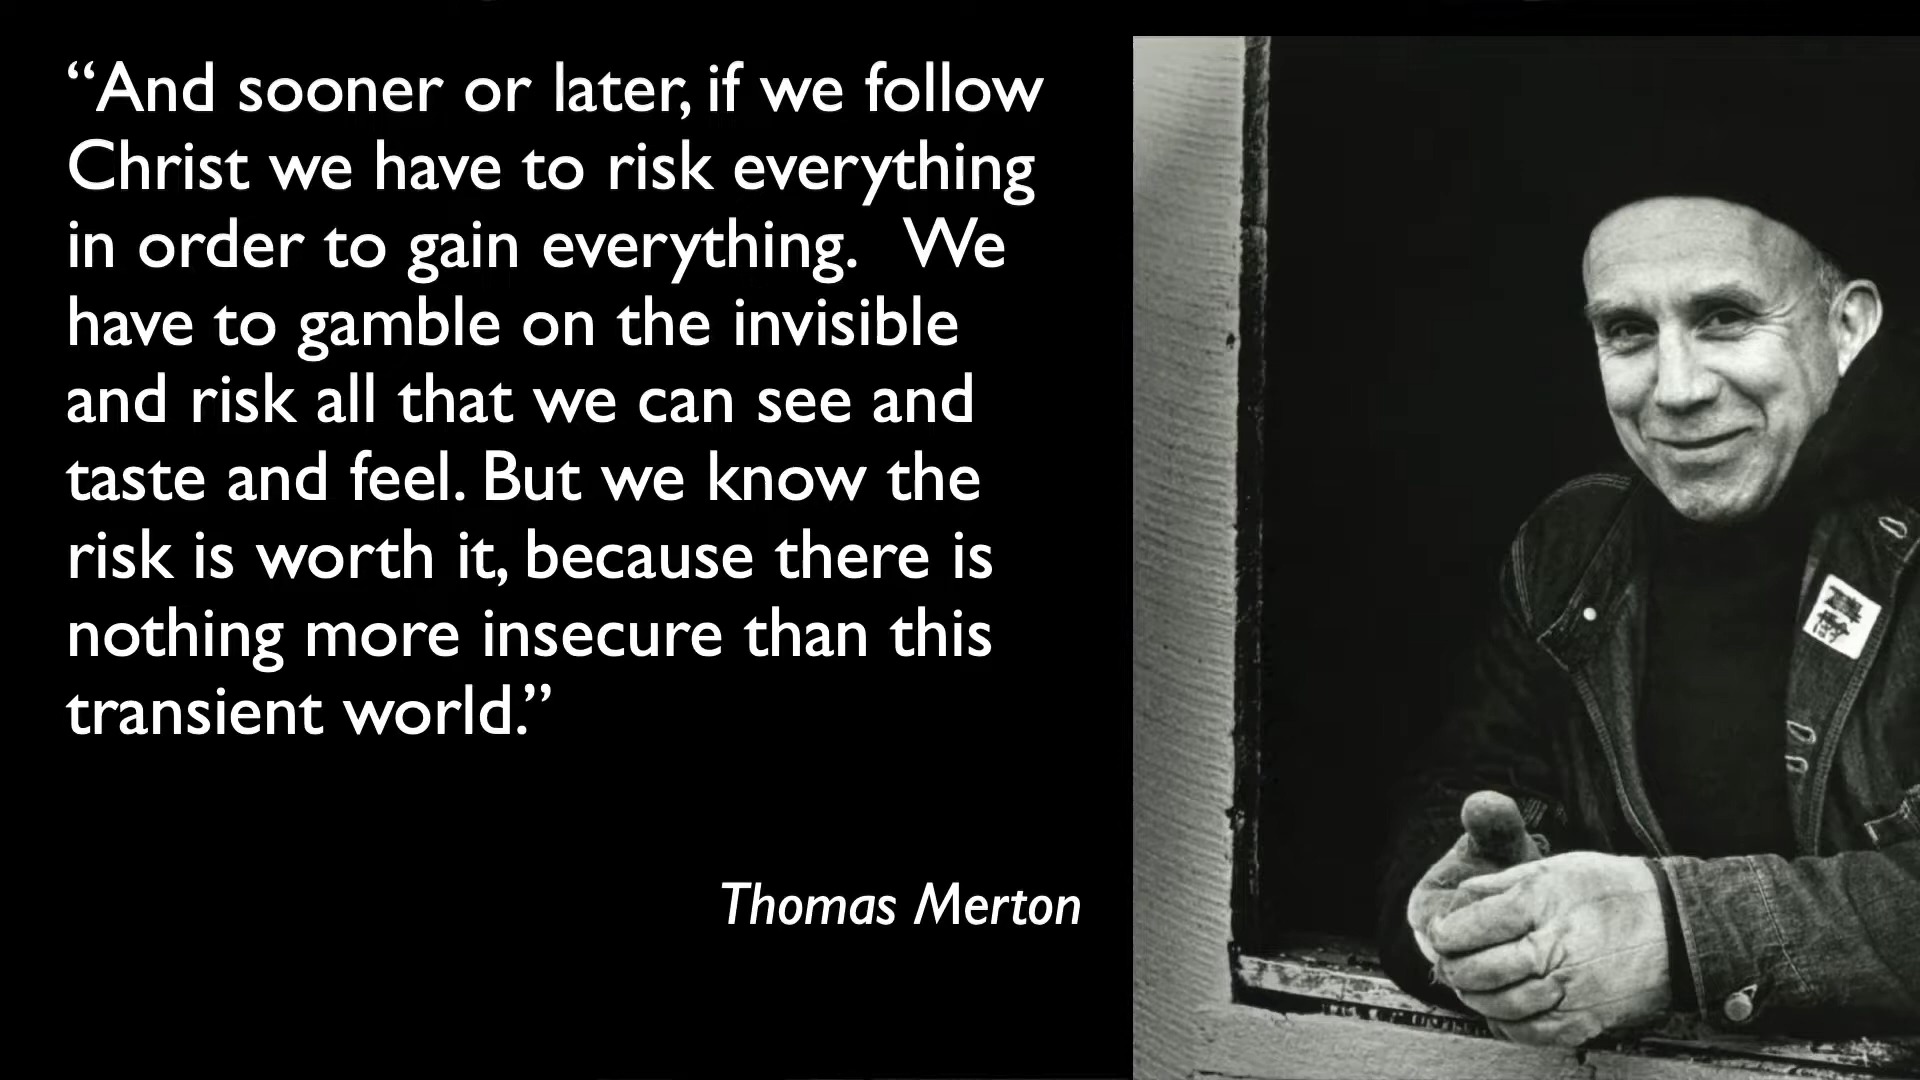 “And sooner or later, if we follow
Christ we have to risk everything
in order to gain everything.   We
have to gamble on the invisible
and risk all that we can see and
taste and feel. But we know the
risk is worth it, because there is
nothing more insecure than this
transient world.”
Thomas Merton